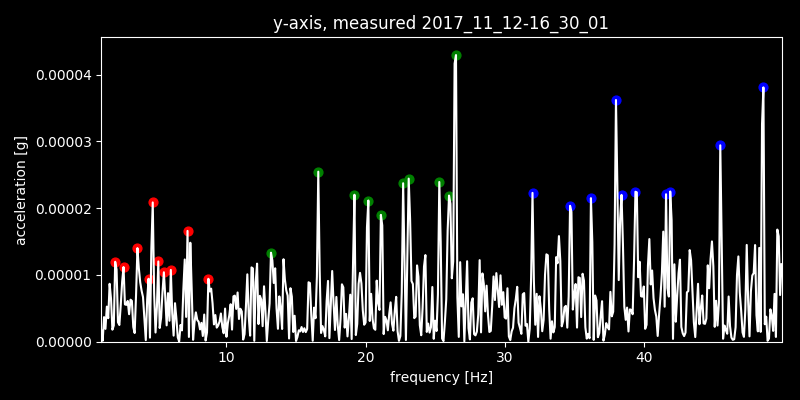 y-axis, measured 2017_11_12-16_30_01
acceleration [g]
0.00004
0.00003
0.00002
0.00001
0.00000
10 20 30 40
frequency [Hz]